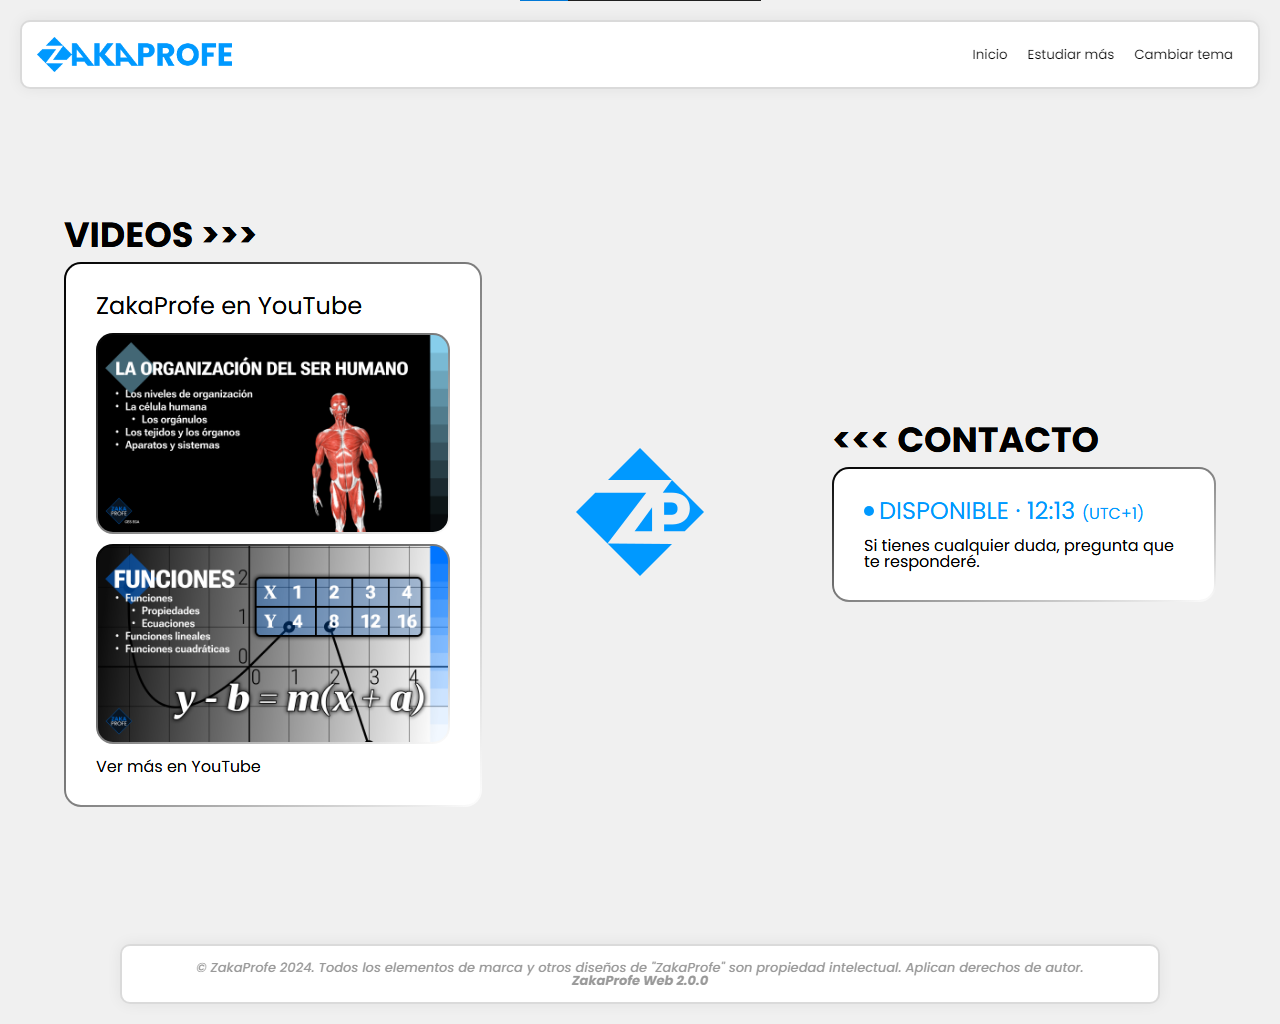 ZAKAPROFE
Inicio Estudiar más Cambiar tema
VIDEOS >>>
ZakaProfe en YouTube
LA ORGANIZACIÓN DEL SER HUMANO
• Los niveles de organización
• La célula humana
• Los orgánulos
• Los tejidos y los órganos
• Aparatos y sistemas
ZAKA
PROFE
FUNCIONES
• Funciones
• Propiedades
• Ecuaciones
• Funciones lineales
• Funciones cuadráticas
X 1 2 3 4
Y 4 8 12 16
2
1
0
0 1 2 3 4
y - b = m(x + a)
ZAKA
PROFE
Ver más en YouTube
ZP
<<< CONTACTO
DISPONIBLE · 12:13 (UTC+1)
Si tienes cualquier duda, pregunta que
te responderé.
© ZakaProfe 2024. Todos los elementos de marca y otros diseños de "ZakaProfe" son propiedad intelectual. Aplican derechos de autor.
ZakaProfe Web 2.0.0